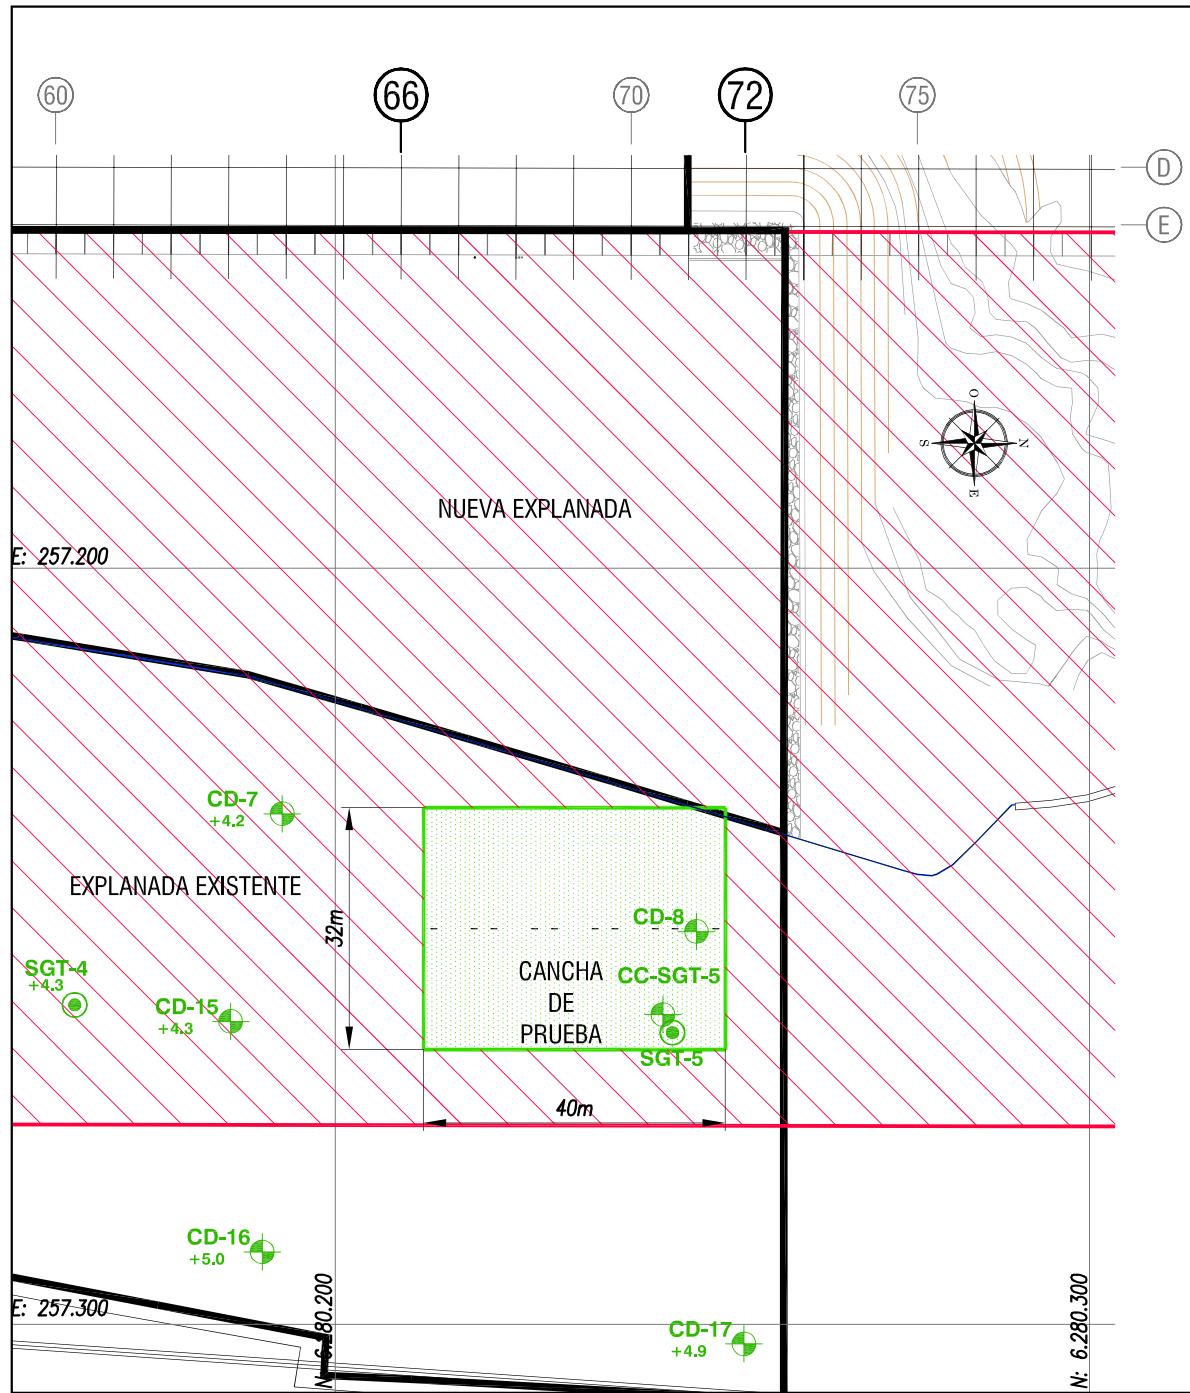 60
66
70
72
75
D
E
O
S
N
E
NUEVA EXPLANADA
E: 257.200
CD-7
+4.2
EXPLANADA EXISTENTE
32m
CD-8
SGT-4
+4.3
CANCHA
DE
PRUEBA
CC-SGT-5
CD-15
+4.3
SGT-5
40m
CD-16
+5.0
E: 257.300
N: 6.280.200
CD-17
+4.9
N: 6.280.300